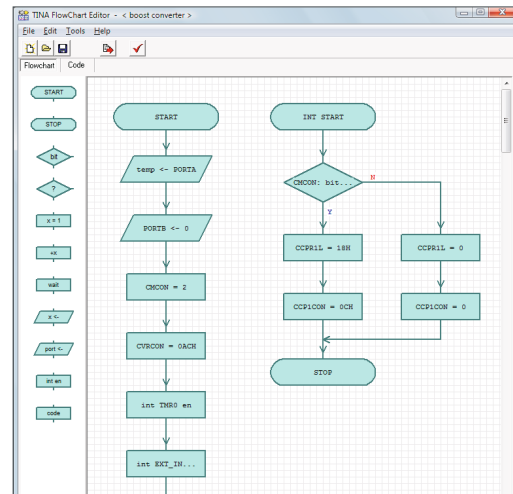 TINA FlowChart Editor - < boost converter >
File Edit Tools Help
Flowchart Code
START
STOP
bit
?
x = 1
+x
wait
x <-
port <-
int en
code
START
temp <- PORTA
PORTB <- 0
CMCON = 2
CVRCON = 0ACH
int TMR0 en
int EXT_IN...
INT START
CMCON: bit...
N
Y
CCPR1L = 18H
CCPR1L = 0
CCP1CON = 0CH
CCP1CON = 0
STOP